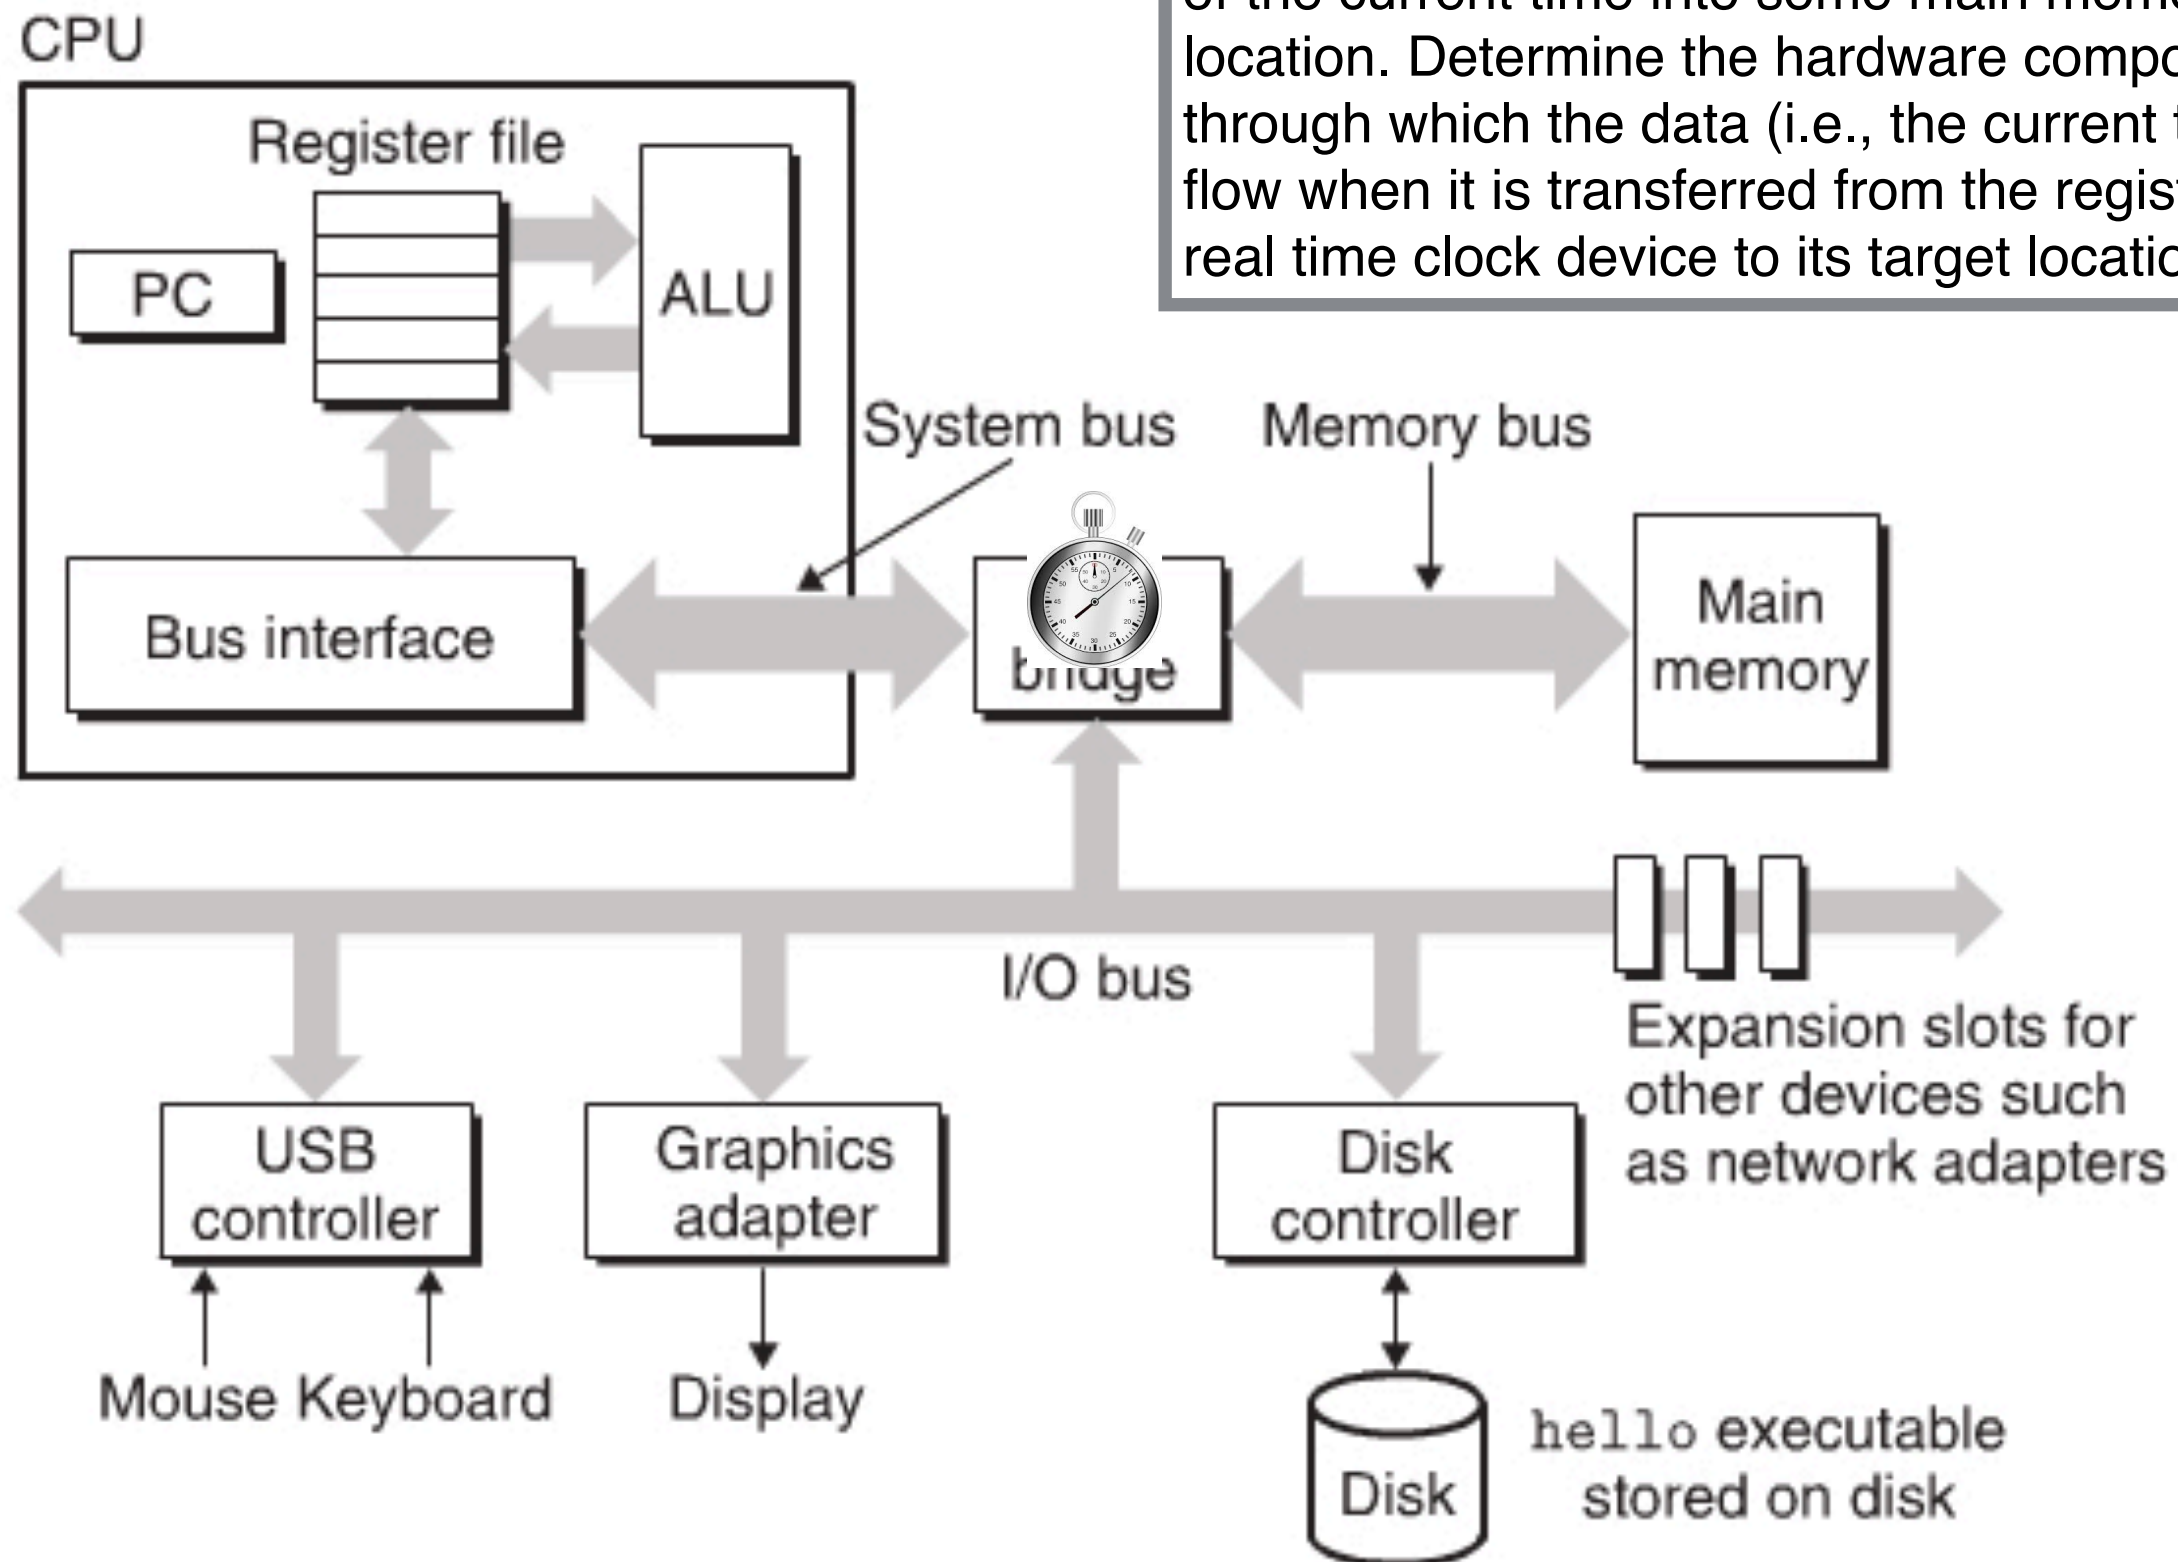 CPU
location. Determine the hardware
through which the data (i.e., the current
flow when it is transferred from the
real time clock device to its target
Register file
PC
ALU
System bus
Memory bus
Bus interface
bridge
Main
memory
I/O bus
Expansion slots for
other devices such
as network adapters
USB
controller
Graphics
adapter
Disk
controller
Mouse Keyboard
Display
Disk
hello executable
stored on disk